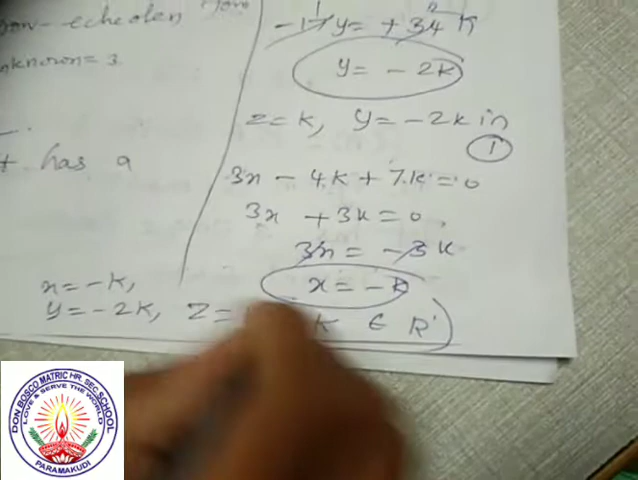 echelon form
unknown = 3
has a
x = -k,
y = -2k, z =
-17y = +34k
y = -2k
z = k, y = -2k in
1
3x - 4k + 7k = 0
3x + 3k = 0,
3x = -3k
x = -k
k ∈ R
DON BOSCO MATRIC HR. SEC. SCHOOL
LOVE & SERVE THE WORLD
PARAMAKUDI